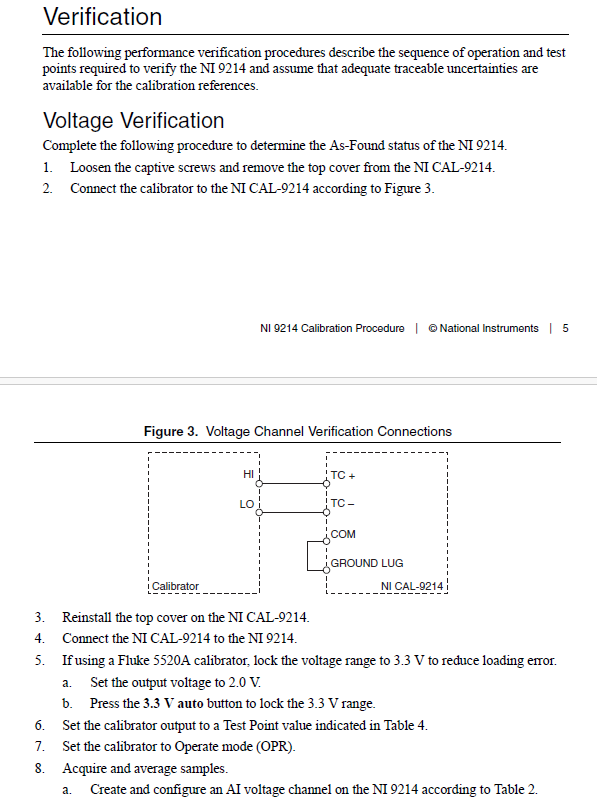 Verification
The following performance verification procedures describe the sequence of operation and test
points required to verify the NI 9214 and assume that adequate traceable uncertainties are
available for the calibration references.
Voltage Verification
Complete the following procedure to determine the As-Found status of the NI 9214.
1. Loosen the captive screws and remove the top cover from the NI CAL-9214.
2. Connect the calibrator to the NI CAL-9214 according to Figure 3.
NI 9214 Calibration Procedure | © National Instruments | 5
Figure 3. Voltage Channel Verification Connections
HI TC +
LO TC –
COM
GROUND LUG
Calibrator NI CAL-9214
3. Reinstall the top cover on the NI CAL-9214.
4. Connect the NI CAL-9214 to the NI 9214.
5. If using a Fluke 5520A calibrator, lock the voltage range to 3.3 V to reduce loading error.
a. Set the output voltage to 2.0 V.
b. Press the 3.3 V auto button to lock the 3.3 V range.
6. Set the calibrator output to a Test Point value indicated in Table 4.
7. Set the calibrator to Operate mode (OPR).
8. Acquire and average samples.
a. Create and configure an AI voltage channel on the NI 9214 according to Table 2.